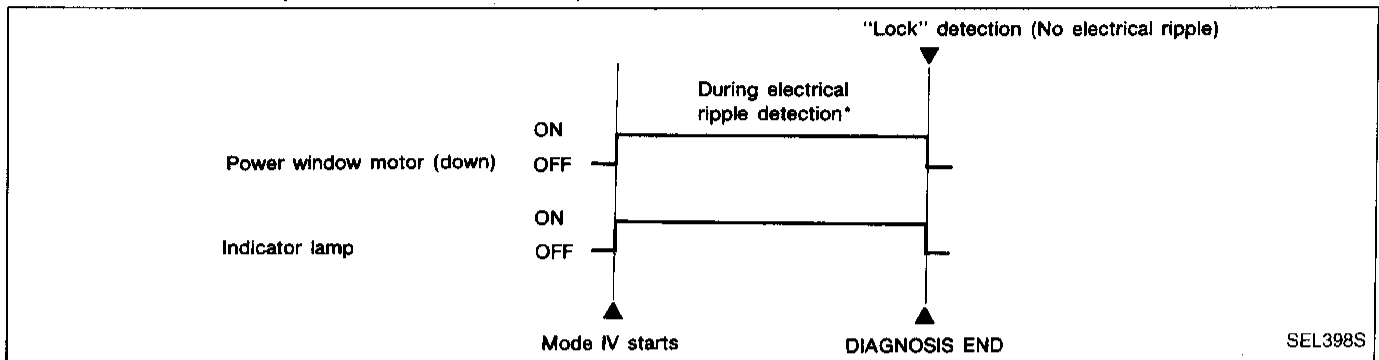 "Lock" detection (No electrical ripple)
During electrical
ripple detection*
ON
Power window motor (down) OFF
ON
Indicator lamp OFF
Mode IV starts
DIAGNOSIS END
SEL398S